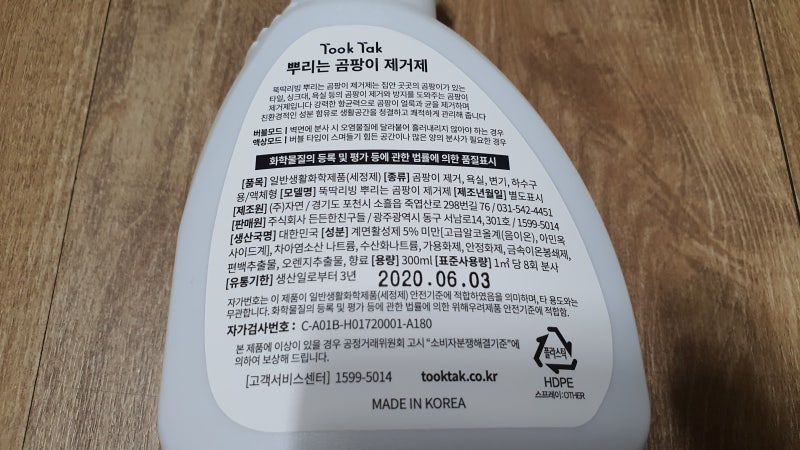 Took Tak
뿌리는 곰팡이 제거제
뚝딱리빙 뿌리는 곰팡이 제거제는 집안 곳곳의 곰팡이가 있는
타일, 싱크대, 욕실 등의 곰팡이 제거와 방지를 도와주는 곰팡이
제거제입니다 강력한 항균력으로 곰팡이 얼룩과 균을 제거하며
친환경적인 성분 함유로 생활공간을 청결하고 쾌적하게 관리해 줍니다
버블모드 | 벽면에 분사 시 오염물질에 달라붙어 흘러내리지 않아야 하는 경우
액상모드 | 버블 타입이 스며들기 힘든 공간이나 많은 양의 분사가 필요한 경우
화학물질의 등록 및 평가 등에 관한 법률에 의한 품질표시
[품목] 일반생활화학제품(세정제) [종류] 곰팡이 제거, 욕실, 변기, 하수구
용/액체형 [모델명] 뚝딱리빙 뿌리는 곰팡이 제거제 [제조년월일] 별도표시
[제조원] (주)자연 / 경기도 포천시 소흘읍 죽엽산로 298번길 76 / 031-542-4451
[판매원] 주식회사 든든한친구들 / 광주광역시 동구 서남로14, 301호 / 1599-5014
[생산국명] 대한민국 [성분] 계면활성제 5% 미만[고급알코올계(음이온), 아민옥
사이드계], 차아염소산 나트륨, 수산화나트륨, 가용화제, 안정화제, 금속이온봉쇄제,
편백추출물, 오렌지추출물, 향료 [용량] 300ml [표준사용량] 1㎡ 당 8회 분사
[유통기한] 생산일로부터 3년 2020.06.03
자가번호는 이 제품이 일반생활화학제품(세정제) 안전기준에 적합하였음을 의미하며, 타 용도와는
무관합니다. 화학물질의 등록 및 평가 등에 관한 법률에 의한 위해우려제품 안전기준에 적합함.
자가검사번호 : C-A01B-H01720001-A180
본 제품에 이상이 있을 경우 공정거래위원회 고시 "소비자분쟁해결기준"에
의하여 보상해 드립니다.
[고객서비스센터] 1599-5014 tooktak.co.kr
MADE IN KOREA
플라스틱
HDPE
스프레이:OTHER